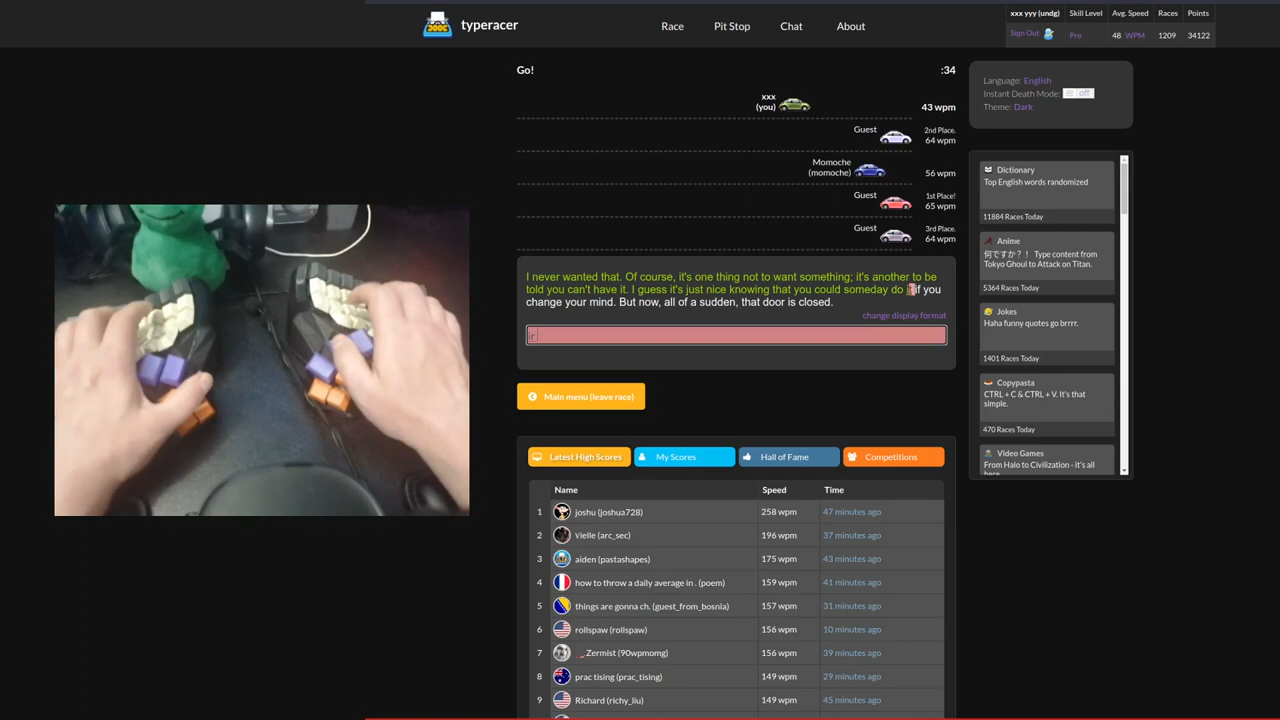 typeracer
Race
Pit Stop
Chat
About
xxx yyy (undg)
Skill Level
Avg. Speed
Races
Points
Sign Out
Pro
48 WPM
1209
34122
Go!
:34
xxx
(you)
43 wpm
Guest
2nd Place.
64 wpm
Momoche
(momoche)
56 wpm
Guest
1st Place!
65 wpm
Guest
3rd Place.
64 wpm
I never wanted that. Of course, it's one thing not to want something; it's another to be
told you can't have it. I guess it's just nice knowing that you could someday do it if you
change your mind. But now, all of a sudden, that door is closed.
change display format
Main menu (leave race)
Language: English
Instant Death Mode: off
Theme: Dark
Dictionary
Top English words randomized
11884 Races Today
Anime
何ですか？！ Type content from
Tokyo Ghoul to Attack on Titan.
5364 Races Today
Jokes
Haha funny quotes go brrrr.
1401 Races Today
Copypasta
CTRL + C & CTRL + V. It's that
simple.
470 Races Today
Video Games
From Halo to Civilization - it's all
here.
Latest High Scores
My Scores
Hall of Fame
Competitions
Name Speed Time
1 joshu (joshua728) 258 wpm 47 minutes ago
2 vielle (arc_sec) 196 wpm 37 minutes ago
3 aiden (pastashapes) 175 wpm 43 minutes ago
4 how to throw a daily average in . (poem) 159 wpm 41 minutes ago
5 things are gonna ch. (guest_from_bosnia) 157 wpm 31 minutes ago
6 rollspaw (rollspaw) 156 wpm 10 minutes ago
7 Zermist (90wpmomg) 156 wpm 39 minutes ago
8 prac tising (prac_tising) 149 wpm 29 minutes ago
9 Richard (richy_liu) 149 wpm 45 minutes ago